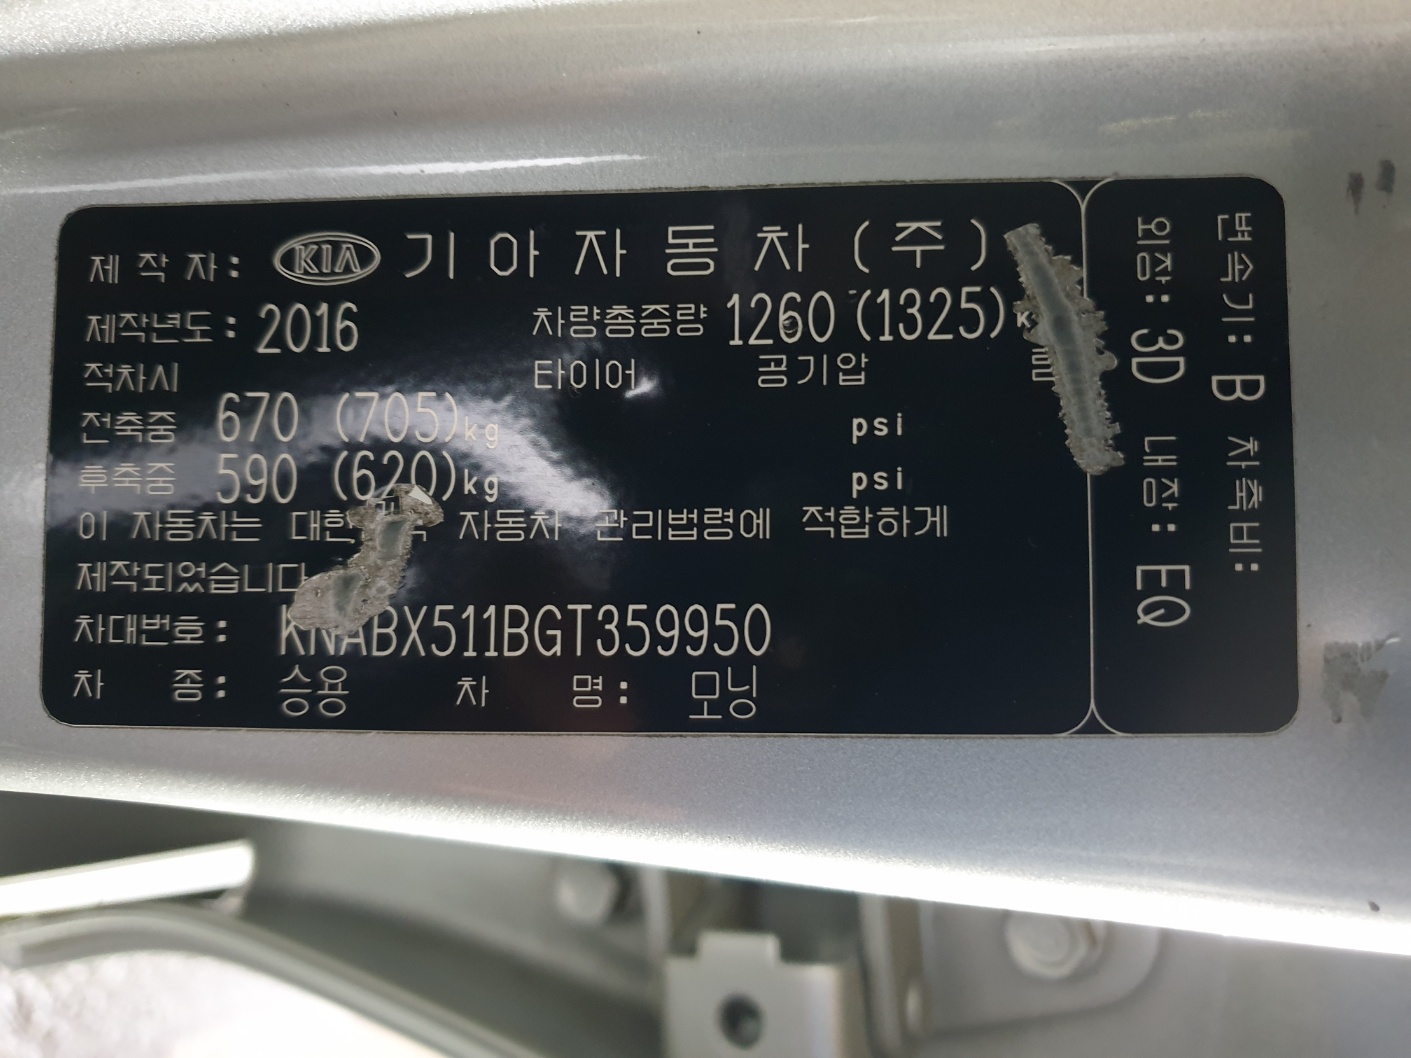 제 작 자: KIA 기 아 자 동 차 (주)
제작년도: 2016 차량총중량 1260 (1325)
적차시 타이어 공기압
전축중 670 (705)kg psi
후축중 590 (620)kg psi
이 자동차는 자동차 관리법령에 적합하게
제작되었습니다
차대번호: KNABX511BGT359950
차 종: 승용 차 명: 모닝
변속기: B 차축비:
외장: 3D 내장: EQ